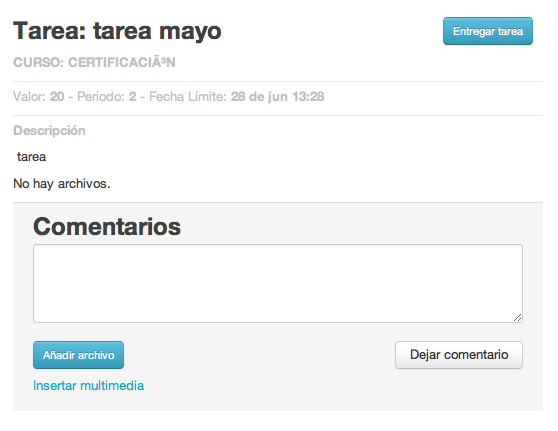 Tarea: tarea mayo
Entregar tarea
CURSO: CERTIFICACIÃ³N
Valor: 20 - Periodo: 2 - Fecha Límite: 28 de jun 13:28
Descripción
tarea
No hay archivos.
Comentarios
Añadir archivo
Dejar comentario
Insertar multimedia